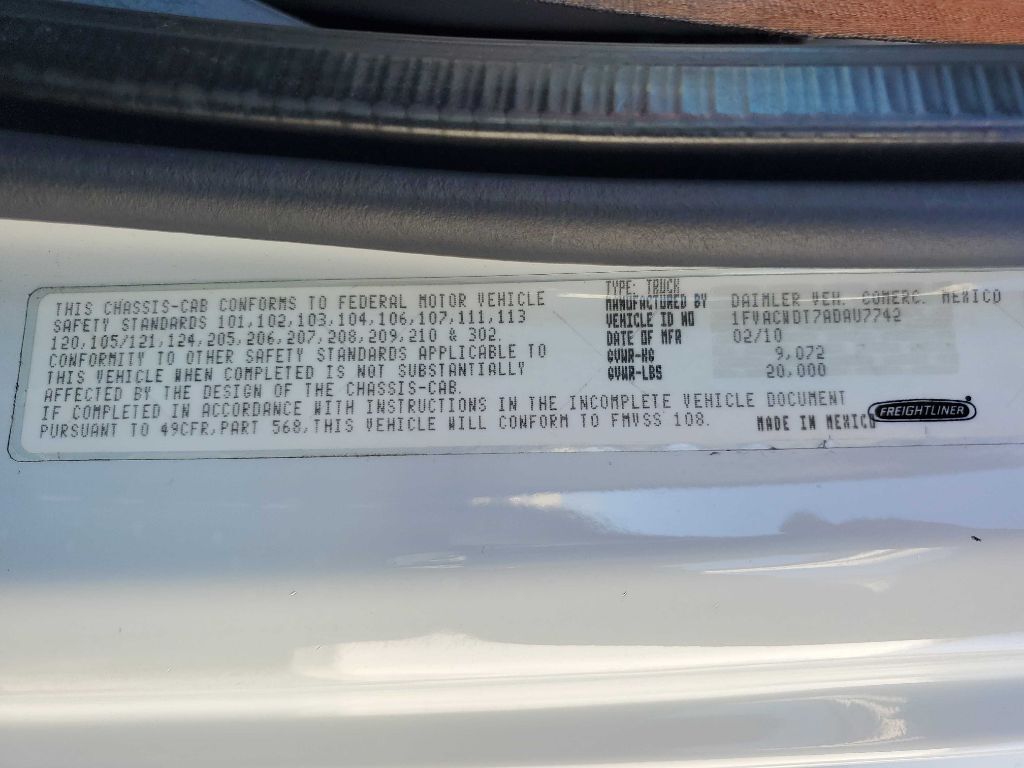 THIS CHASSIS-CAB CONFORMS TO FEDERAL MOTOR VEHICLE
SAFETY STANDARDS 101,102,103,104,106,107,111,113
120,105/121,124,205,206,207,208,209,210 & 302.
CONFORMITY TO OTHER SAFETY STANDARDS APPLICABLE TO
THIS VEHICLE WHEN COMPLETED IS NOT SUBSTANTIALLY
AFFECTED BY THE DESIGN OF THE CHASSIS-CAB.
IF COMPLETED IN ACCORDANCE WITH INSTRUCTIONS IN THE INCOMPLETE VEHICLE DOCUMENT
PURSUANT TO 49CFR,PART 568,THIS VEHICLE WILL CONFORM TO FMVSS 108.
TYPE: TRUCK
MANUFACTURED BY DAIMLER VEH. COMERC. MEXICO
VEHICLE ID NO 1FVACWDT7ADAU7742
DATE OF MFR 02/10
GVWR-KG 9,072
GVWR-LBS 20,000
MADE IN MEXICO
FREIGHTLINER